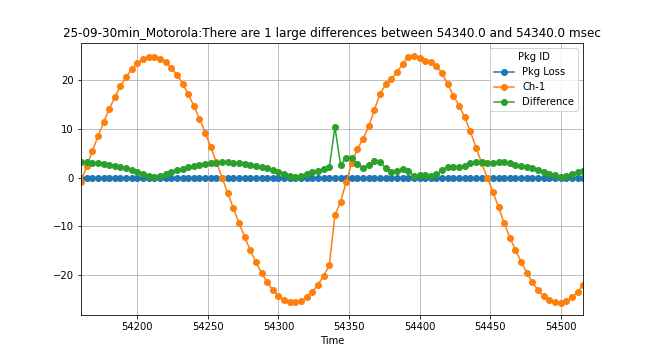 25-09-30min_Motorola:There are 1 large differences between 54340.0 and 54340.0 msec
Pkg ID
Pkg Loss
Ch-1
Difference
20
10
0
−10
−20
54200 54250 54300 54350 54400 54450 54500
Time